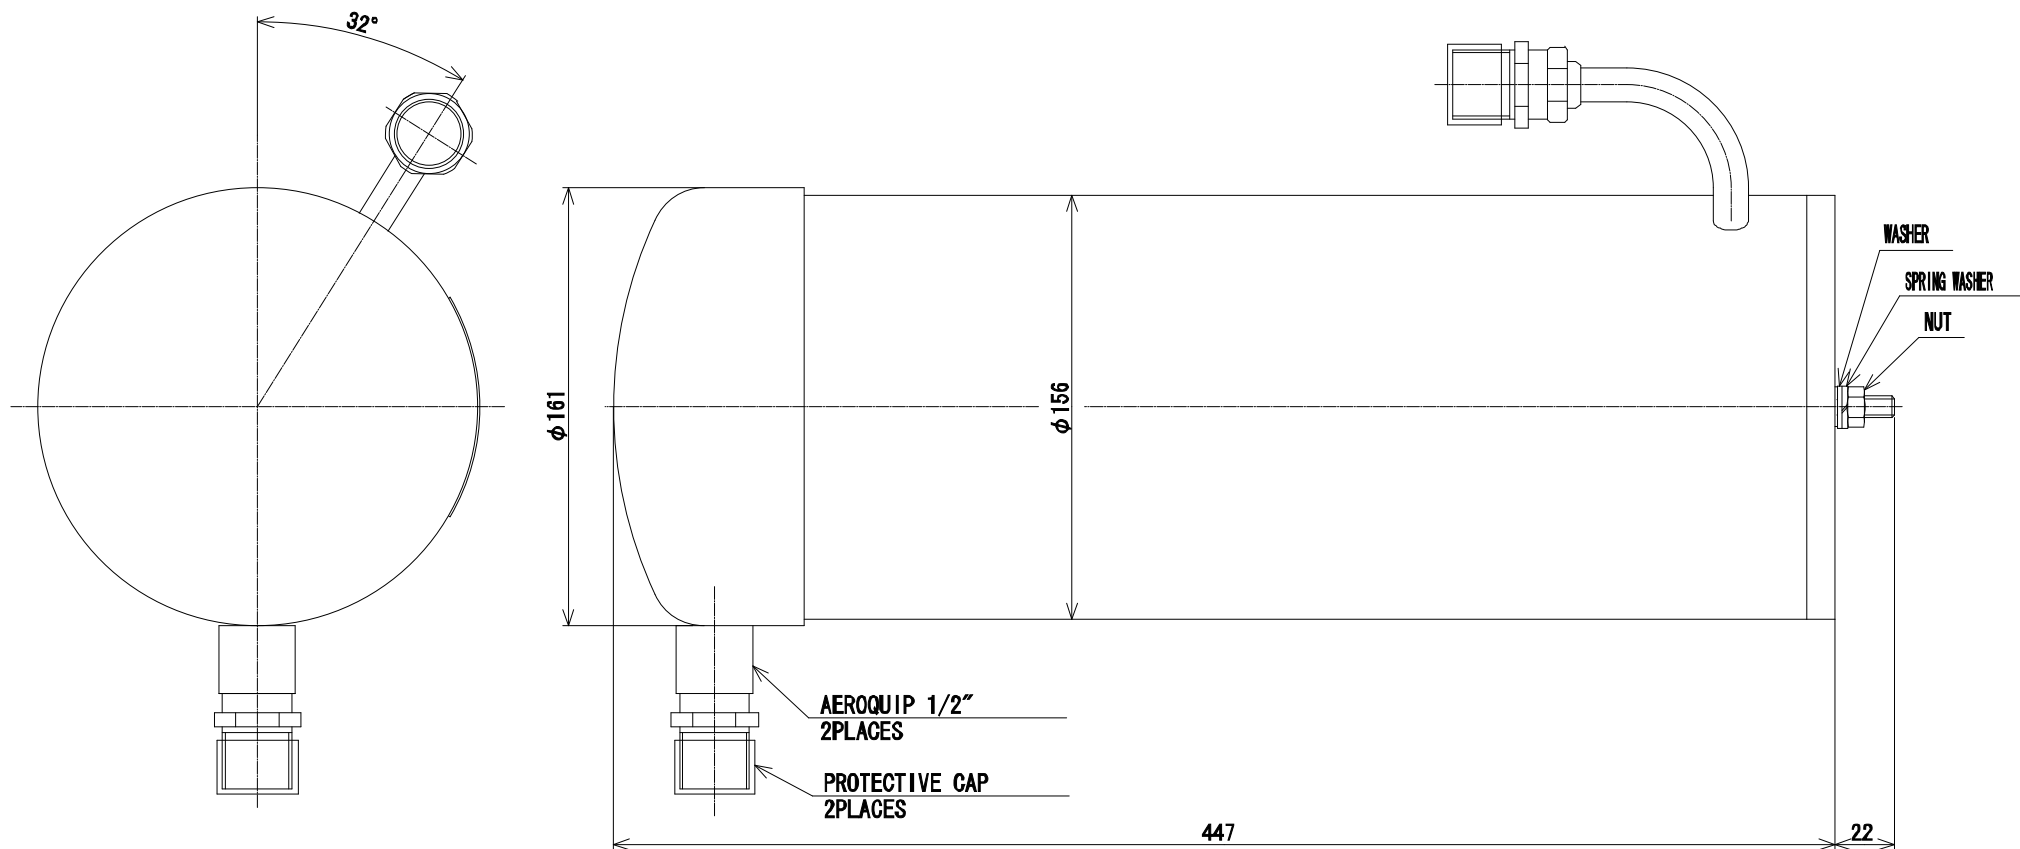 32°
WASHER
SPRING WASHER
NUT
φ161
φ156
AEROQUIP 1/2″
2PLACES
PROTECTIVE CAP
2PLACES
447
22